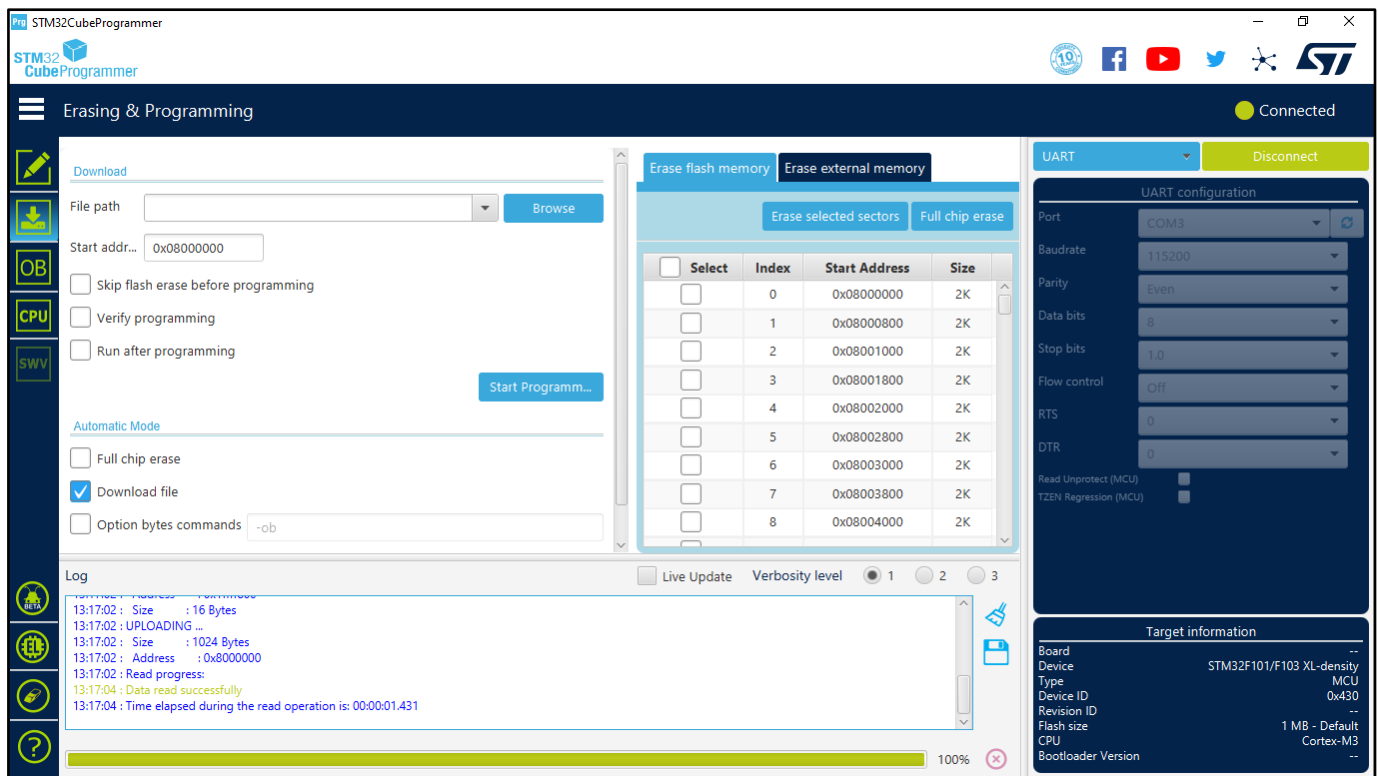 Prg STM32CubeProgrammer
STM32
CubeProgrammer
10
Erasing & Programming
Connected
Download
File path
Browse
Start addr...
0x08000000
Skip flash erase before programming
Verify programming
Run after programming
Start Programm...
Automatic Mode
Full chip erase
Download file
Option bytes commands
-ob
OB
CPU
SWV
BETA
Erase flash memory
Erase external memory
Erase selected sectors
Full chip erase
Select Index Start Address Size
0 0x08000000 2K
1 0x08000800 2K
2 0x08001000 2K
3 0x08001800 2K
4 0x08002000 2K
5 0x08002800 2K
6 0x08003000 2K
7 0x08003800 2K
8 0x08004000 2K
UART
Disconnect
UART configuration
Port COM3
Baudrate 115200
Parity Even
Data bits 8
Stop bits 1.0
Flow control Off
RTS 0
DTR 0
Read Unprotect (MCU)
TZEN Regression (MCU)
Log
Live Update
Verbosity level 1 2 3
13:17:02 : Size : 16 Bytes
13:17:02 : UPLOADING ...
13:17:02 : Size : 1024 Bytes
13:17:02 : Address : 0x8000000
13:17:02 : Read progress:
13:17:04 : Data read successfully
13:17:04 : Time elapsed during the read operation is: 00:00:01.431
100%
Target information
Board --
Device STM32F101/F103 XL-density
Type MCU
Device ID 0x430
Revision ID --
Flash size 1 MB - Default
CPU Cortex-M3
Bootloader Version --